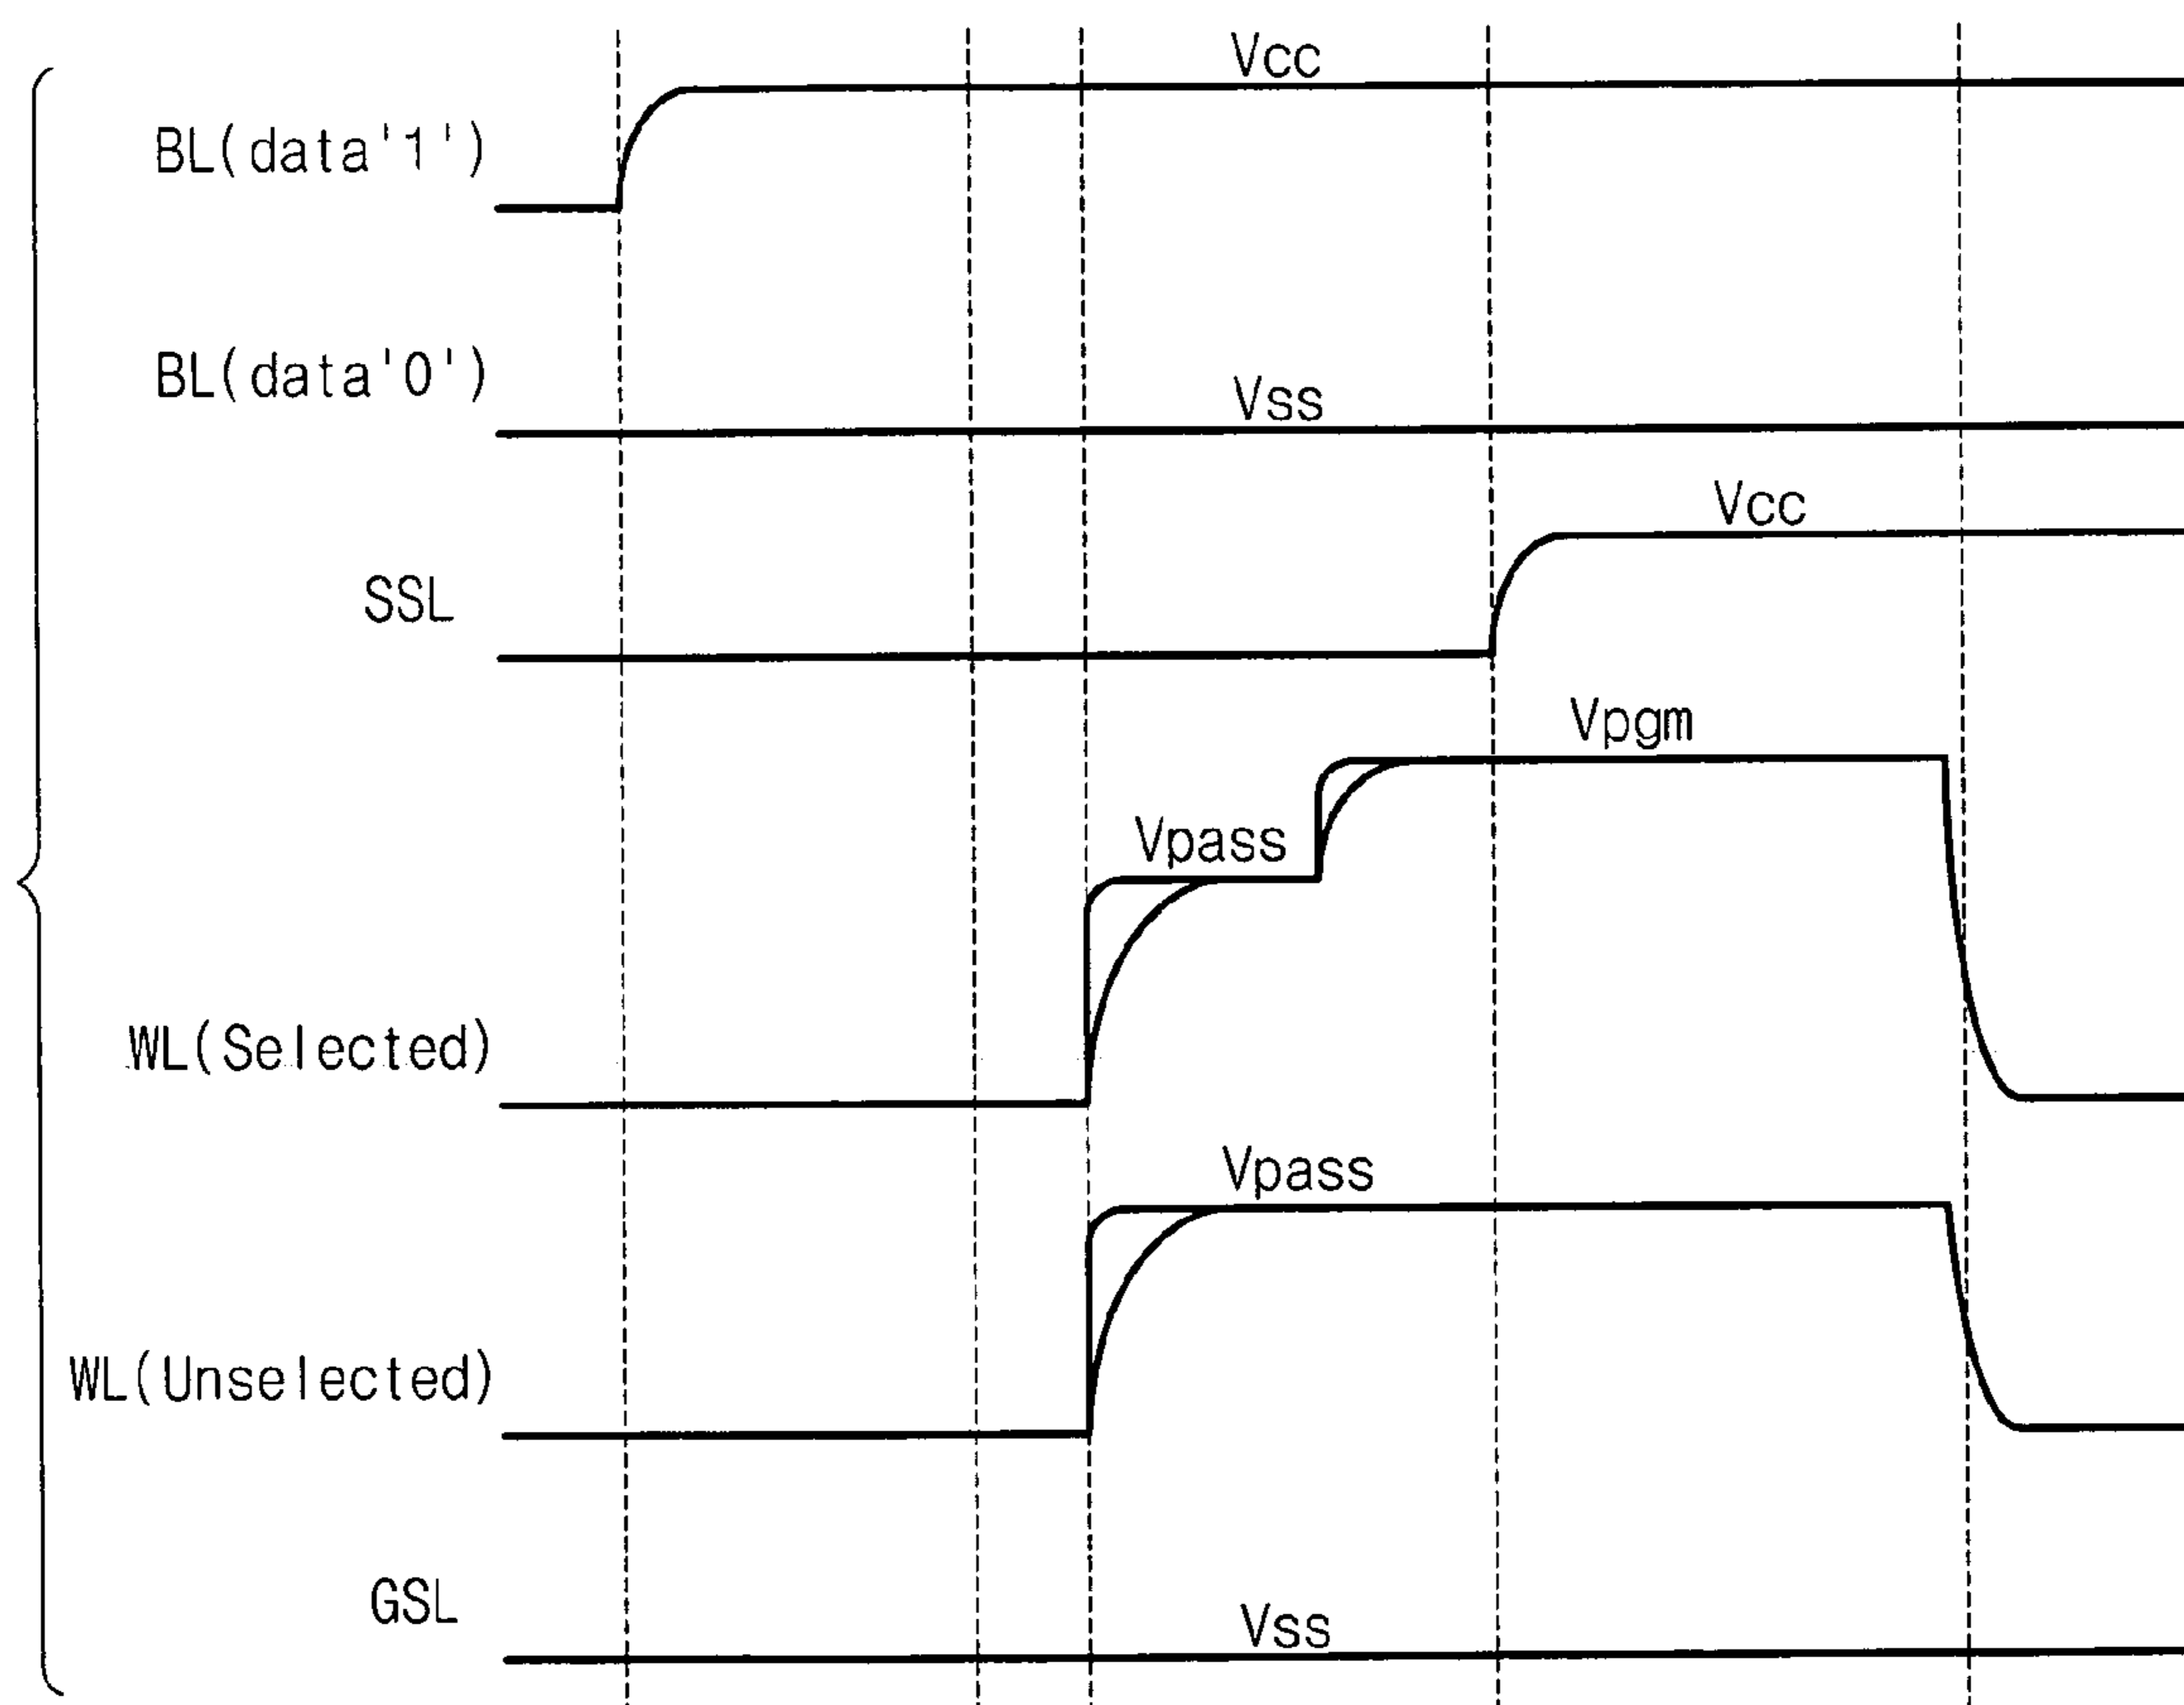 Vcc
BL(data'1')
BL(data'0')
Vss
Vcc
SSL
Vpgm
Vpass
WL(Selected)
Vpass
WL(Unselected)
GSL
Vss